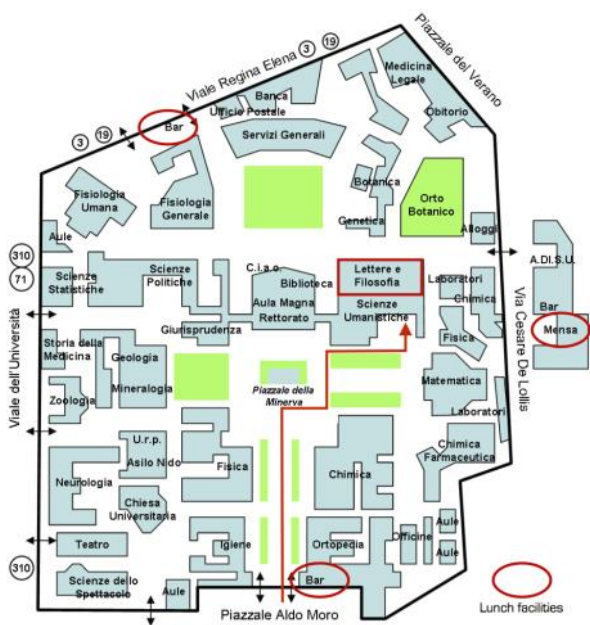 Piazzale del Verano
Viale Regina Elena
3
19
Medicina
Legale
Banca
Ufficio Postale
Obitorio
Bar
Servizi Generali
3
19
Botanica
Fisiologia
Umana
Fisiologia
Generale
Orto
Botanico
Genetica
Alloggi
Aule
310
71
A.DI.S.U.
Scienze
Statistiche
Scienze
Politiche
C.i.a.o.
Biblioteca
Lettere e
Filosofia
Laboratori
Chimica
Aula Magna
Rettorato
Scienze
Umanistiche
Bar
Mensa
Giurisprudenza
Fisica
Via Cesare De Lollis
Viale dell'Università
Storia della
Medicina
Geologia
Mineralogia
Zoologia
Piazzale della
Minerva
Matematica
Laboratori
U.r.p.
Asilo Nido
Fisica
Chimica
Chimica
Farmaceutica
Neurologia
Chiesa
Universitaria
Teatro
Igiene
Ortopedia
Officine
Aule
Aule
310
Scienze dello
Spettacolo
Aule
Bar
Piazzale Aldo Moro
Lunch facilities